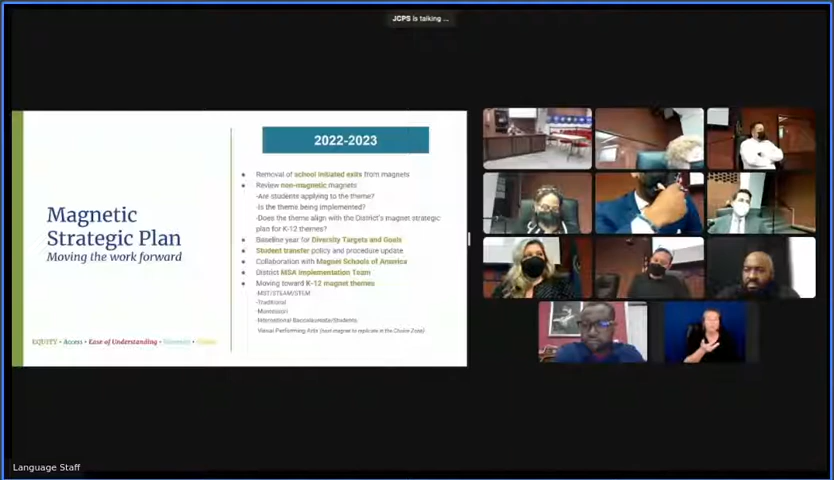 JCPS is talking ...
Magnetic
Strategic Plan
Moving the work forward
EQUITY • Access • Ease of Understanding •
2022-2023
Removal of school initiated exits from magnets
Review non-magnetic magnets
-Are students applying to the theme?
-Is the theme being implemented?
-Does the theme align with the District's magnet strategic
plan for K-12 themes?
Baseline year for Diversity Targets and Goals
Student transfer policy and procedure update
Collaboration with Magnet Schools of America
District MSA Implementation Team
Moving toward K-12 magnet themes
-MST/STEAM/STEM
-Traditional
-Montessori
-International Baccalaureate/Students
-Visual Performing Arts (host magnet to replicate at the Choice Zone)
Language Staff